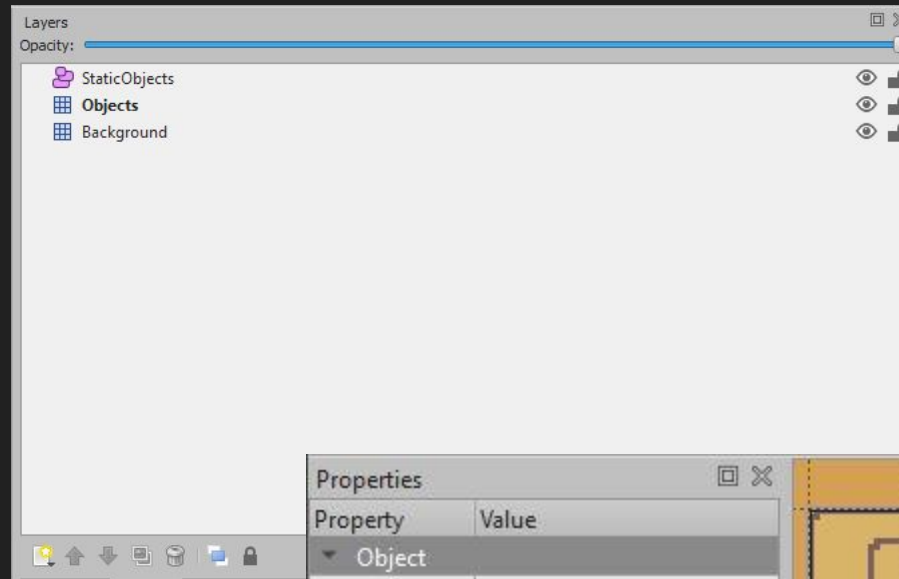 Layers
Opacity:
StaticObjects
Objects
Background
Properties
Property Value
Object